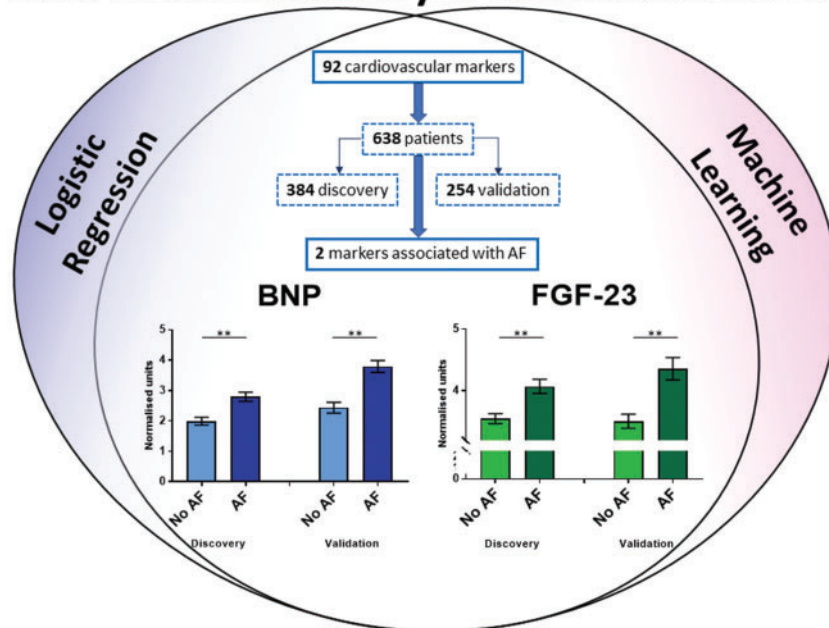 92 cardiovascular markers
638 patients
384 discovery
254 validation
2 markers associated with AF
Logistic
Regression
Machine
Learning
BNP
FGF-23
**
**
**
**
Normalised units
5
4
3
2
1
0
No AF
AF
No AF
AF
Discovery
Validation
Normalised units
5
4
0
No AF
AF
No AF
AF
Discovery
Validation